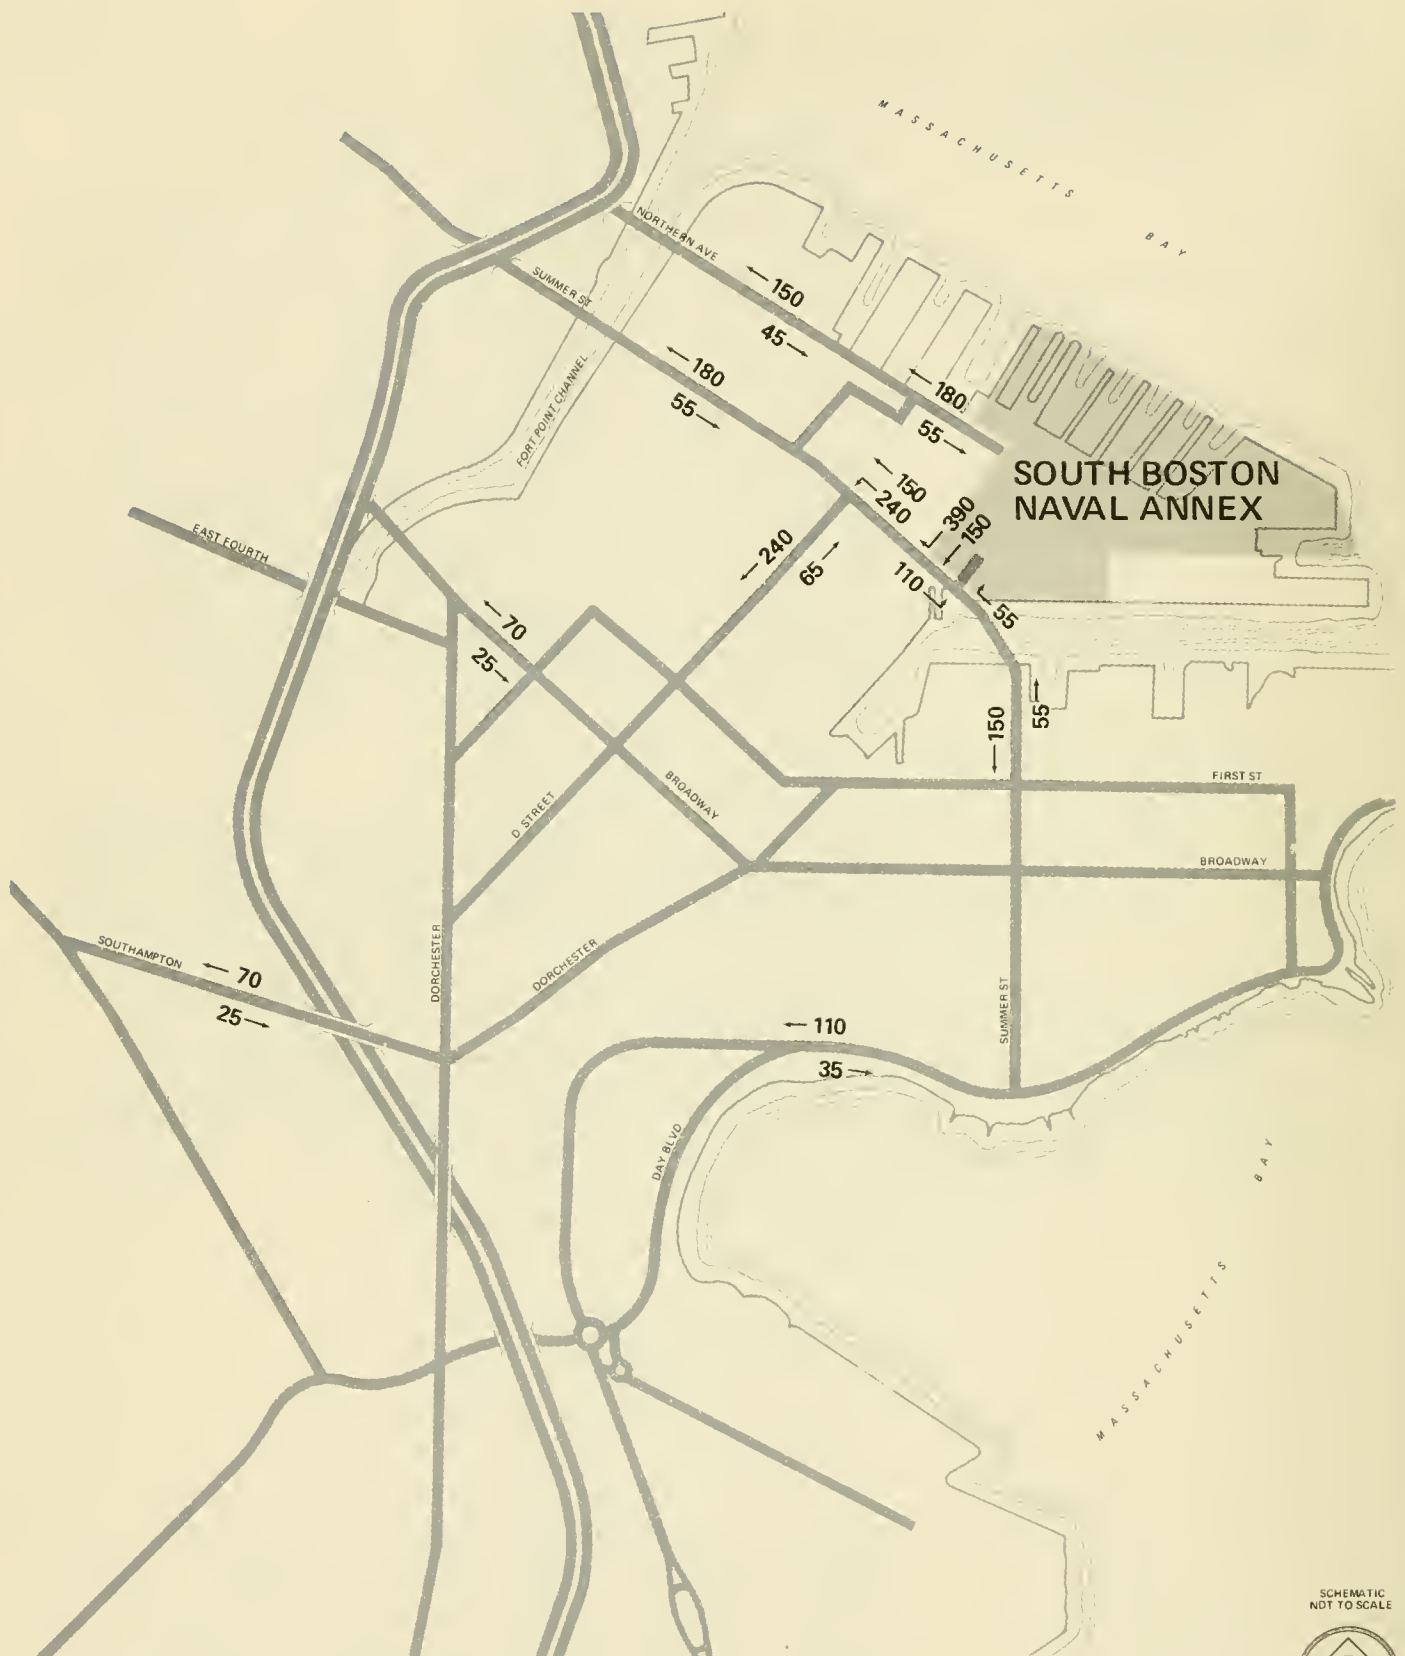 MASSACHUSETTS
BAY
NORTHERN AVE
←150
45→
SUMMER ST
←180
55→
←180
55→
FORT POINT CHANNEL
SOUTH BOSTON
NAVAL ANNEX
←150
←240
390
150
110
55
←240
65→
EAST FOURTH
←70
25→
←150
55→
FIRST ST
BROADWAY
D STREET
BROADWAY
SOUTHAMPTON
←70
25→
DORCHESTER
DORCHESTER
SUMMER ST
←110
35→
DAY BLVD
MASSACHUSETTS
BAY
SCHEMATIC
NOT TO SCALE